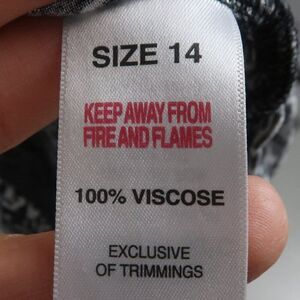 SIZE 14
KEEP AWAY FROM
FIRE AND FLAMES
100% VISCOSE
EXCLUSIVE
OF TRIMMINGS